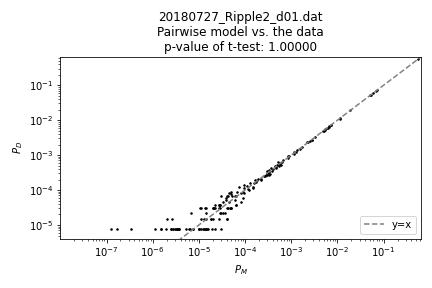 20180727_Ripple2_d01.dat
Pairwise model vs. the data
p-value of t-test: 1.00000
10⁻¹
10⁻²
10⁻³
10⁻⁴
10⁻⁵
P_D
y=x
10⁻⁷ 10⁻⁶ 10⁻⁵ 10⁻⁴ 10⁻³ 10⁻² 10⁻¹
P_M